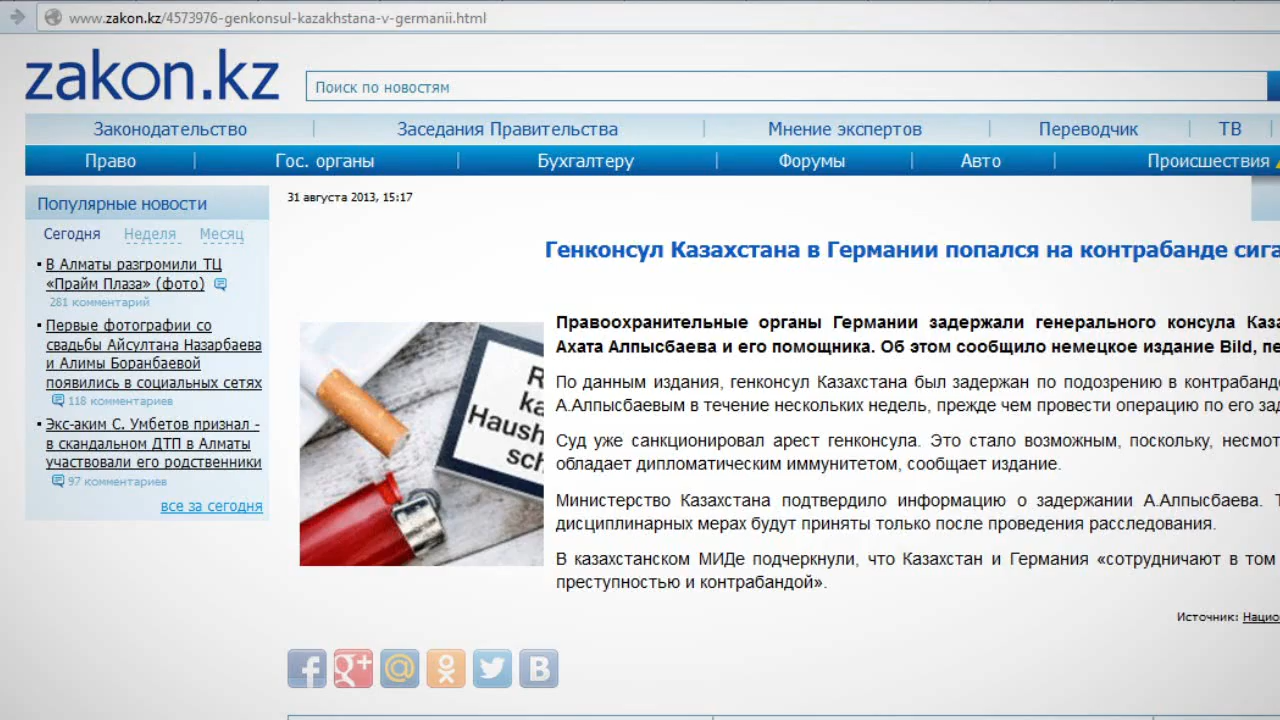 www.zakon.kz/4573976-genkonsul-kazakhstana-v-germanii.html
zakon.kz
Поиск по новостям
Законодательство
Заседания Правительства
Мнение экспертов
Переводчик
ТВ
Право
Гос. органы
Бухгалтеру
Форумы
Авто
Происшествия
Популярные новости
Сегодня Неделя Месяц
В Алматы разгромили ТЦ
«Прайм Плаза» (фото)
281 комментарий
Первые фотографии со
свадьбы Айсултана Назарбаева
и Алимы Боранбаевой
появились в социальных сетях
118 комментариев
Экс-аким С. Умбетов признал -
в скандальном ДТП в Алматы
участвовали его родственники
97 комментариев
все за сегодня
31 августа 2013, 15:17
Генконсул Казахстана в Германии попался на контрабанде
Правоохранительные органы Германии задержали генерального консула
Ахата Алпысбаева и его помощника. Об этом сообщило немецкое издание Bild,
По данным издания, генконсул Казахстана был задержан по подозрению в
А.Алпысбаевым в течение нескольких недель, прежде чем провести операцию по его
Суд уже санкционировал арест генконсула. Это стало возможным, поскольку,
обладает дипломатическим иммунитетом, сообщает издание.
Министерство Казахстана подтвердило информацию о задержании А.Алпысбаева.
дисциплинарных мерах будут приняты только после проведения расследования.
В казахстанском МИДе подчеркнули, что Казахстан и Германия «сотрудничают в том
преступностью и контрабандой».
Источник: